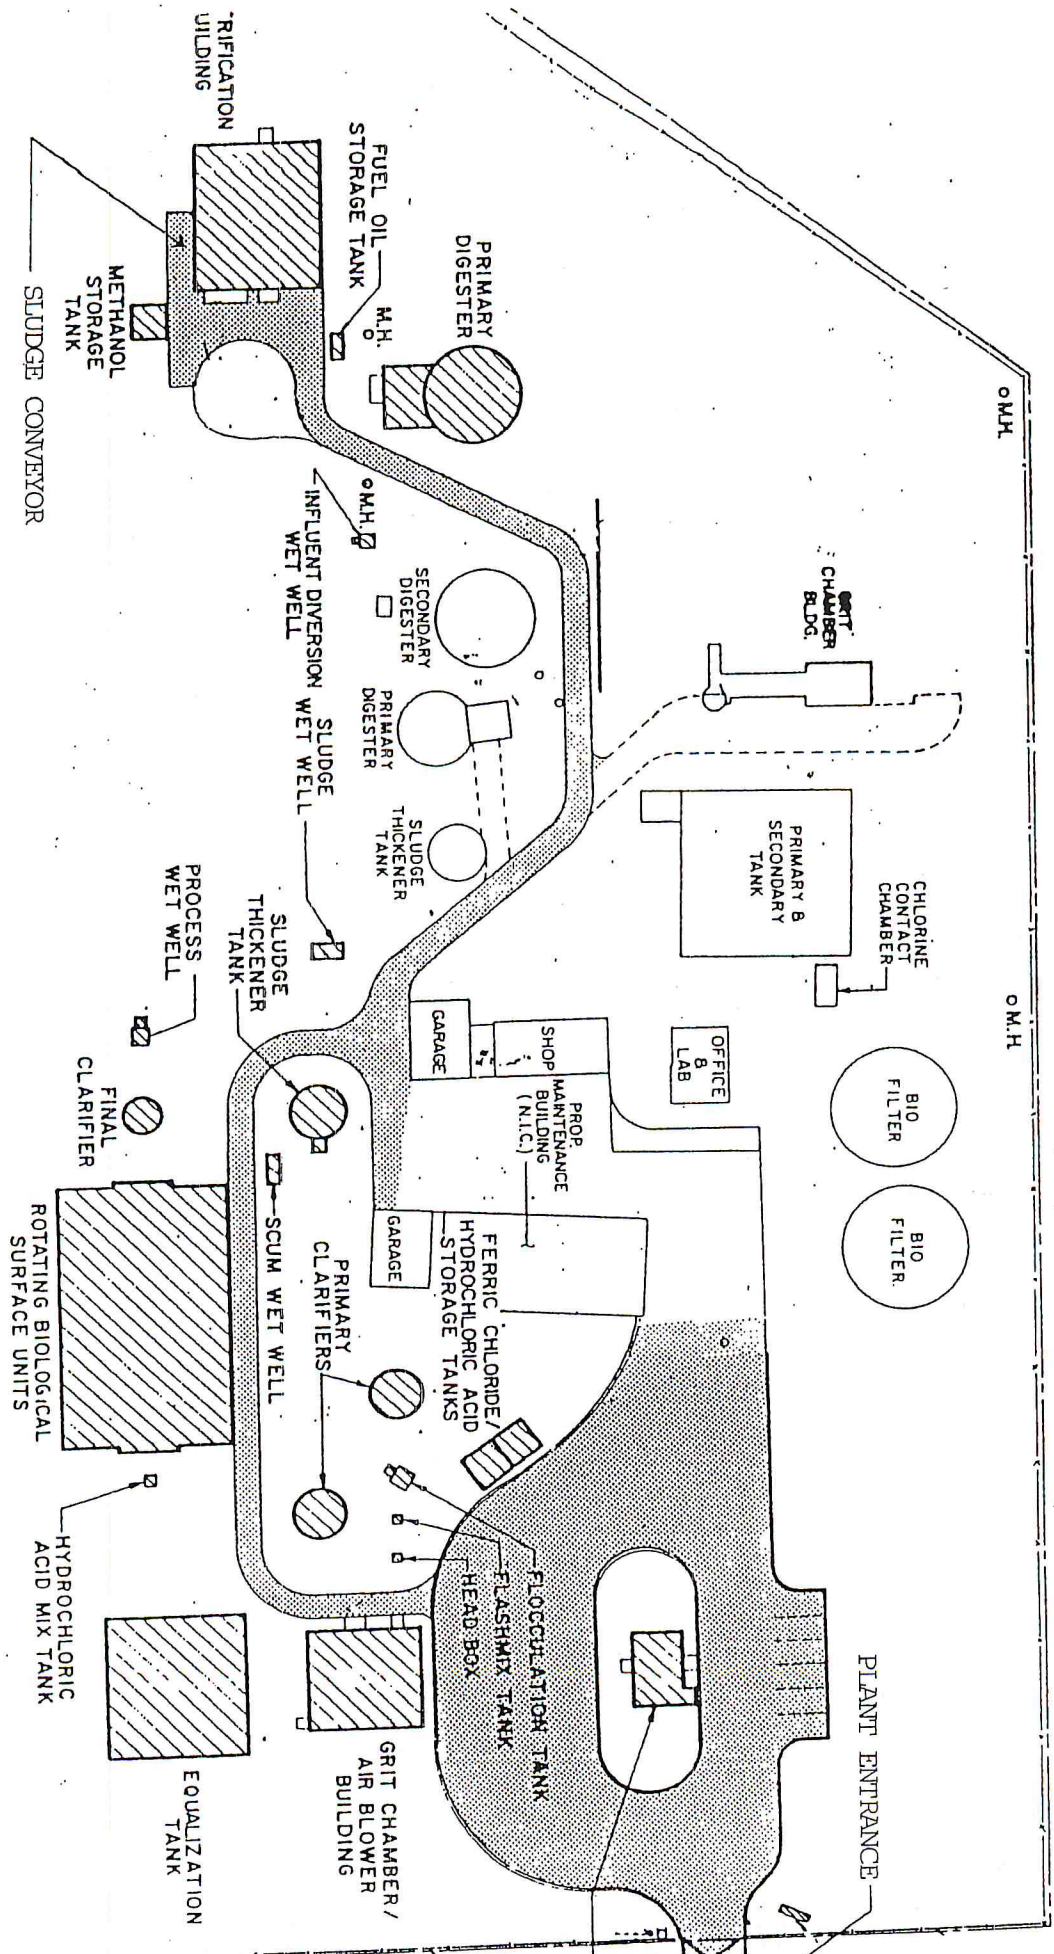 RIFICATION
UILDING
SLUDGE CONVEYOR
METHANOL
STORAGE
TANK
FUEL OIL
STORAGE TANK
M.H.
PRIMARY
DIGESTER
M.H.
M.H.
INFLUENT DIVERSION
WET WELL
SECONDARY
DIGESTER
PRIMARY
DIGESTER
SLUDGE
WET WELL
SLUDGE
THICKENER
TANK
GRIT
CHAMBER
BLDG.
PRIMARY &
SECONDARY
TANK
CHLORINE
CONTACT
CHAMBER
M.H.
PROCESS
WET WELL
SLUDGE
THICKENER
TANK
GARAGE
SHOP
OFFICE
&
LAB
BIO
FILTER
BIO
FILTER.
FINAL
CLARIFIER
SCUM WET WELL
PROP.
MAINTENANCE
BUILDING
(N.I.C.)
GARAGE
ROTATING BIOLOGICAL
SURFACE UNITS
PRIMARY
CLARIFIERS
FERRIC CHLORIDE/
HYDROCHLORIC ACID
STORAGE TANKS
HYDROCHLORIC
ACID MIX TANK
FLOCCULATION TANK
FLASHMIX TANK
HEAD BOX
EQUALIZATION
TANK
GRIT CHAMBER/
AIR BLOWER
BUILDING
PLANT ENTRANCE